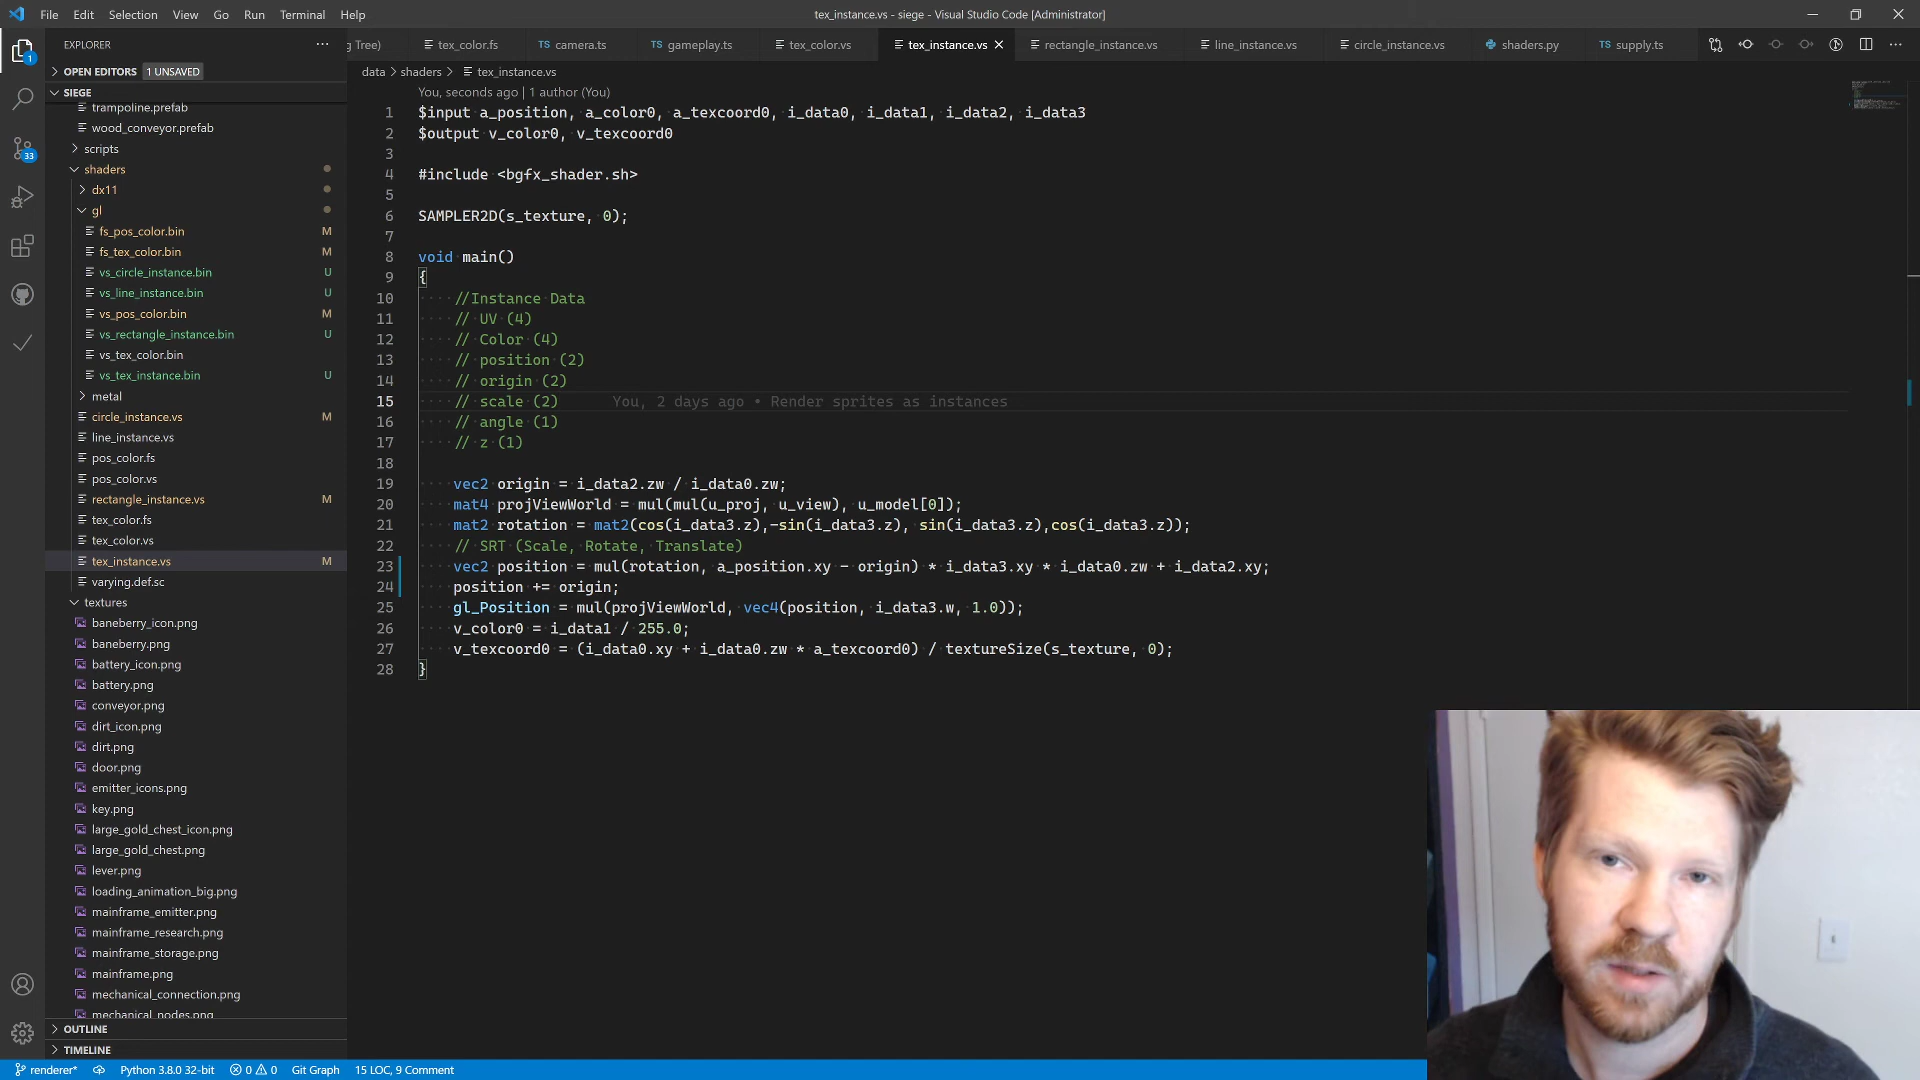 File Edit Selection View Go Run Terminal Help
tex_instance.vs - siege - Visual Studio Code [Administrator]
EXPLORER
g Tree) tex_color.fs TS camera.ts TS gameplay.ts tex_color.vs tex_instance.vs rectangle_instance.vs line_instance.vs circle_instance.vs shaders.py TS supply.ts
1
33
OPEN EDITORS 1 UNSAVED
SIEGE
trampoline.prefab
wood_conveyor.prefab
scripts
shaders
dx11
gl
fs_pos_color.bin M
fs_tex_color.bin M
vs_circle_instance.bin U
vs_line_instance.bin U
vs_pos_color.bin M
vs_rectangle_instance.bin U
vs_tex_color.bin
vs_tex_instance.bin U
metal
circle_instance.vs M
line_instance.vs
pos_color.fs
pos_color.vs
rectangle_instance.vs M
tex_color.fs
tex_color.vs
tex_instance.vs M
varying.def.sc
textures
baneberry_icon.png
baneberry.png
battery_icon.png
battery.png
conveyor.png
dirt_icon.png
dirt.png
door.png
emitter_icons.png
key.png
large_gold_chest_icon.png
large_gold_chest.png
lever.png
loading_animation_big.png
mainframe_emitter.png
mainframe_research.png
mainframe_storage.png
mainframe.png
mechanical_connection.png
mechanical_nodes.png
OUTLINE
TIMELINE
data > shaders > tex_instance.vs
You, seconds ago | 1 author (You)
1 $input a_position, a_color0, a_texcoord0, i_data0, i_data1, i_data2, i_data3
2 $output v_color0, v_texcoord0
3
4 #include <bgfx_shader.sh>
5
6 SAMPLER2D(s_texture, 0);
7
8 void main()
9 {
10 //Instance Data
11 // UV (4)
12 // Color (4)
13 // position (2)
14 // origin (2)
15 // scale (2) You, 2 days ago • Render sprites as instances
16 // angle (1)
17 // z (1)
18
19 vec2 origin = i_data2.zw / i_data0.zw;
20 mat4 projViewWorld = mul(mul(u_proj, u_view), u_model[0]);
21 mat2 rotation = mat2(cos(i_data3.z),-sin(i_data3.z), sin(i_data3.z),cos(i_data3.z));
22 // SRT (Scale, Rotate, Translate)
23 vec2 position = mul(rotation, a_position.xy - origin) * i_data3.xy * i_data0.zw + i_data2.xy;
24 position += origin;
25 gl_Position = mul(projViewWorld, vec4(position, i_data3.w, 1.0));
26 v_color0 = i_data1 / 255.0;
27 v_texcoord0 = (i_data0.xy + i_data0.zw * a_texcoord0) / textureSize(s_texture, 0);
28 }
renderer* Python 3.8.0 32-bit 0 0 Git Graph 15 LOC, 9 Comment